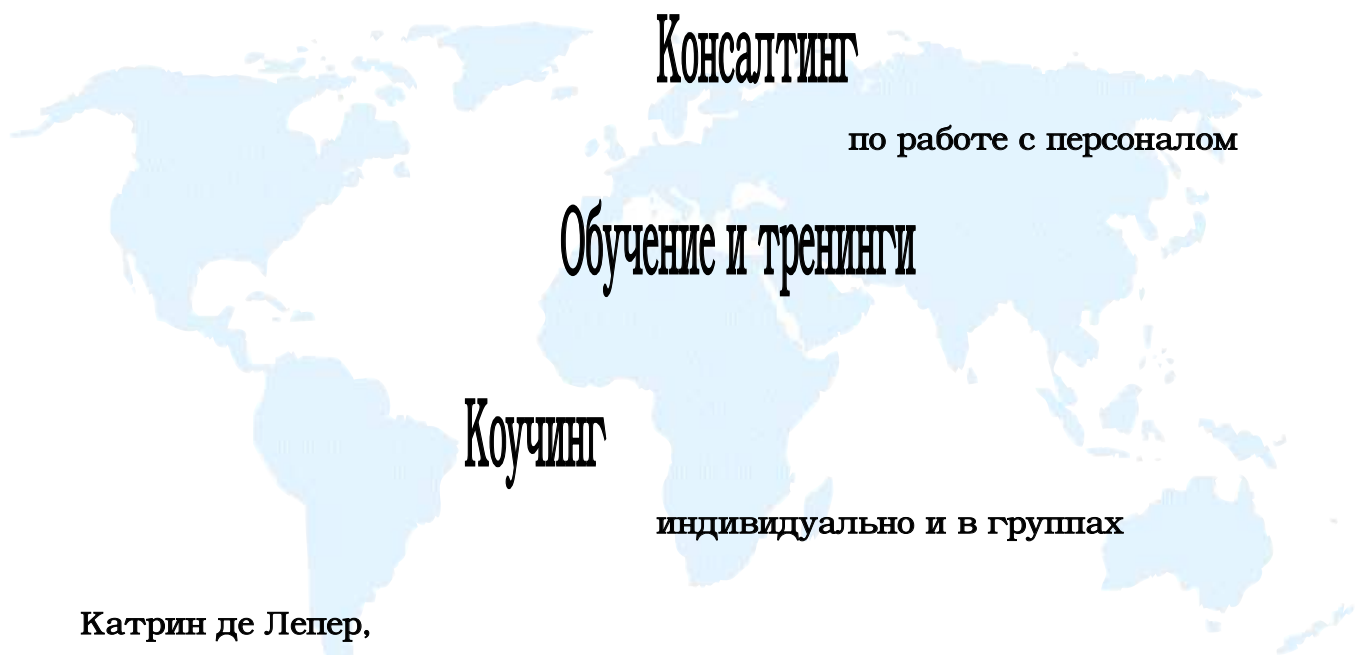 Консалтинг
по работе с персоналом
Обучение и тренинги
Коучинг
индивидуально и в группах
Катрин де Лепер,